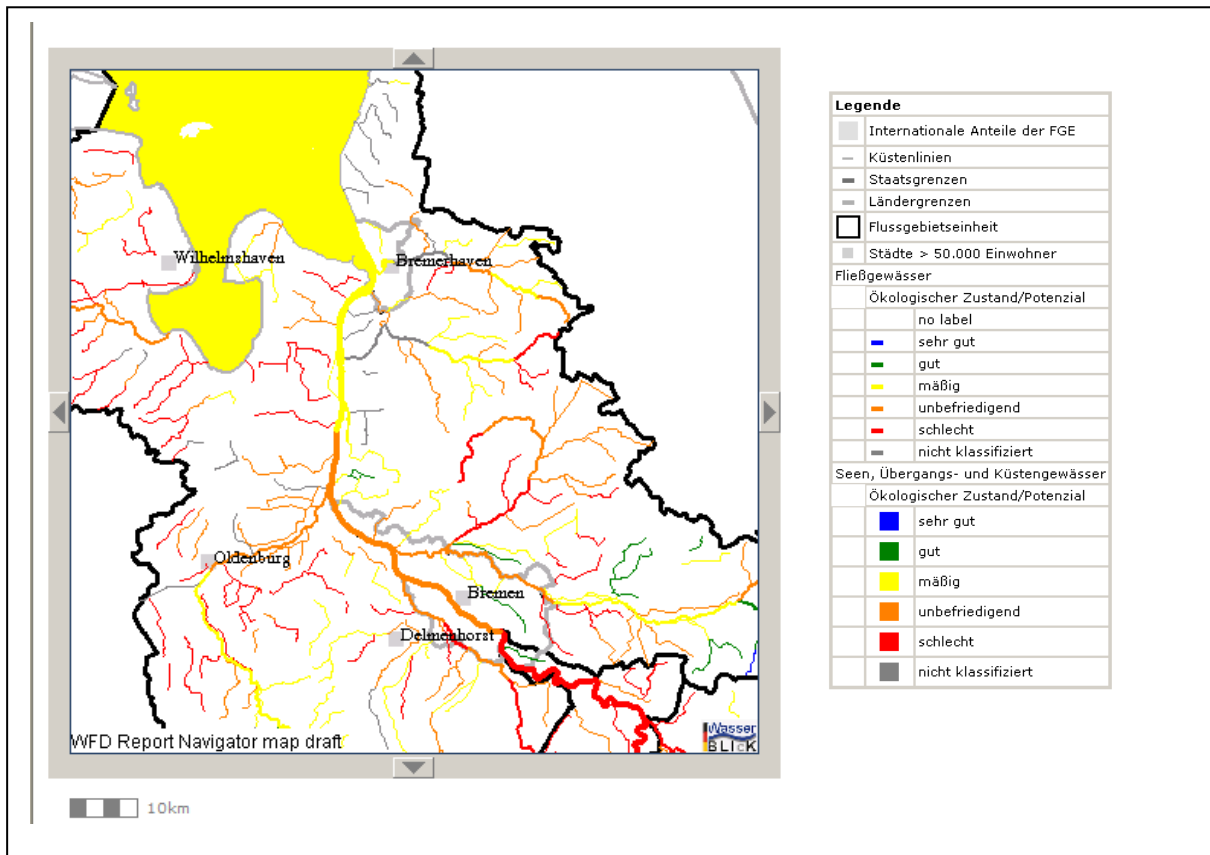 Wilhelmshaven
Bremerhaven
Oldenburg
Bremen
Delmenhorst
WFD Report Navigator map draft
Wasser
BLIcK
10km
Legende
Internationale Anteile der FGE
Küstenlinien
Staatsgrenzen
Ländergrenzen
Flussgebietseinheit
Städte > 50.000 Einwohner
Fließgewässer
Ökologischer Zustand/Potenzial
no label
sehr gut
gut
mäßig
unbefriedigend
schlecht
nicht klassifiziert
Seen, Übergangs- und Küstengewässer
Ökologischer Zustand/Potenzial
sehr gut
gut
mäßig
unbefriedigend
schlecht
nicht klassifiziert